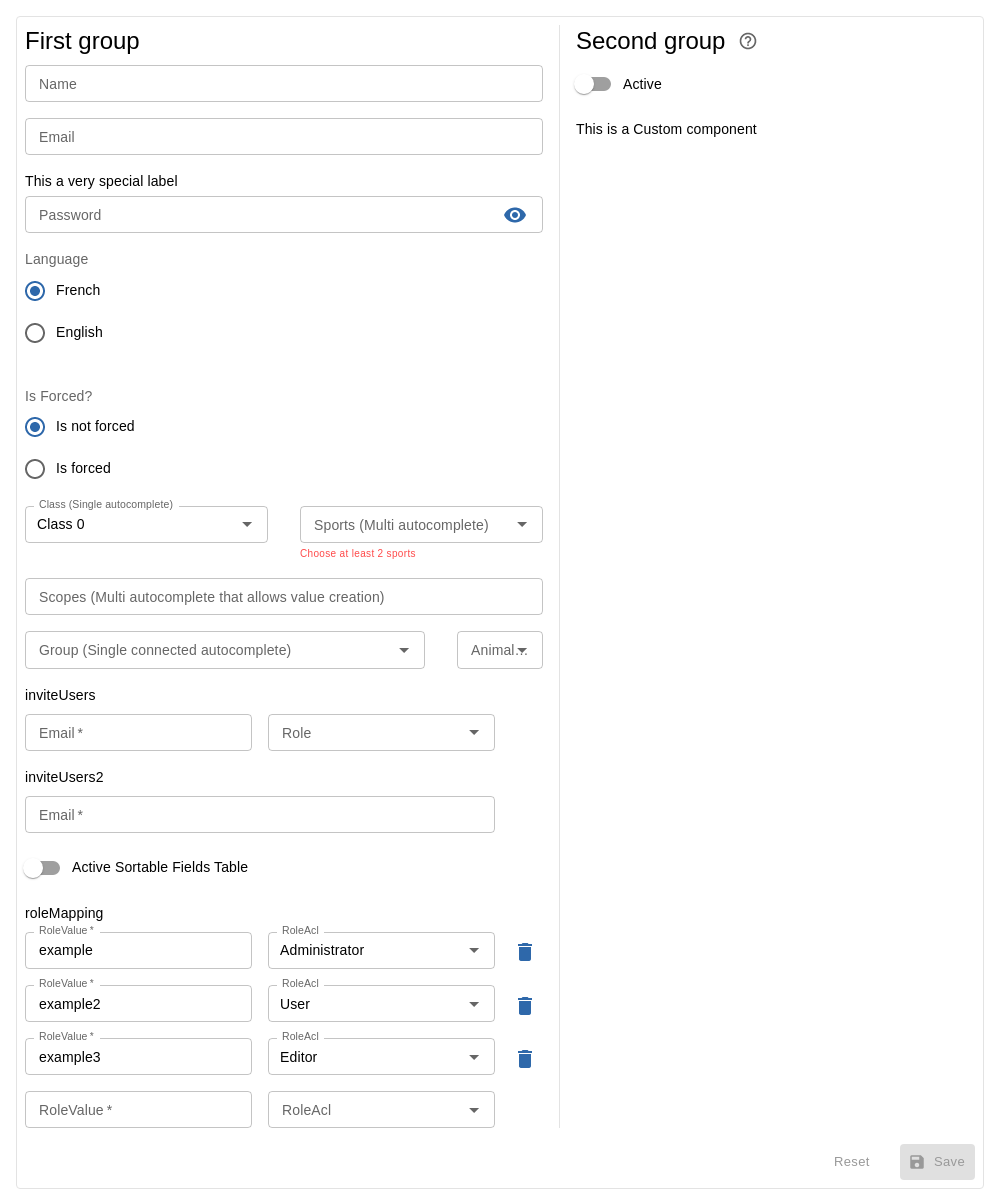 First group
Name
Email
This a very special label
Password
Language
French
English
Is Forced?
Is not forced
Is forced
Class (Single autocomplete)
Class 0
Sports (Multi autocomplete)
Choose at least 2 sports
Scopes (Multi autocomplete that allows value creation)
Group (Single connected autocomplete)
Animal...
inviteUsers
Email *
Role
inviteUsers2
Email *
Active Sortable Fields Table
roleMapping
RoleValue *
example
RoleAcl
Administrator
RoleValue *
example2
RoleAcl
User
RoleValue *
example3
RoleAcl
Editor
RoleValue *
RoleAcl
Second group
Active
This is a Custom component
Reset
Save